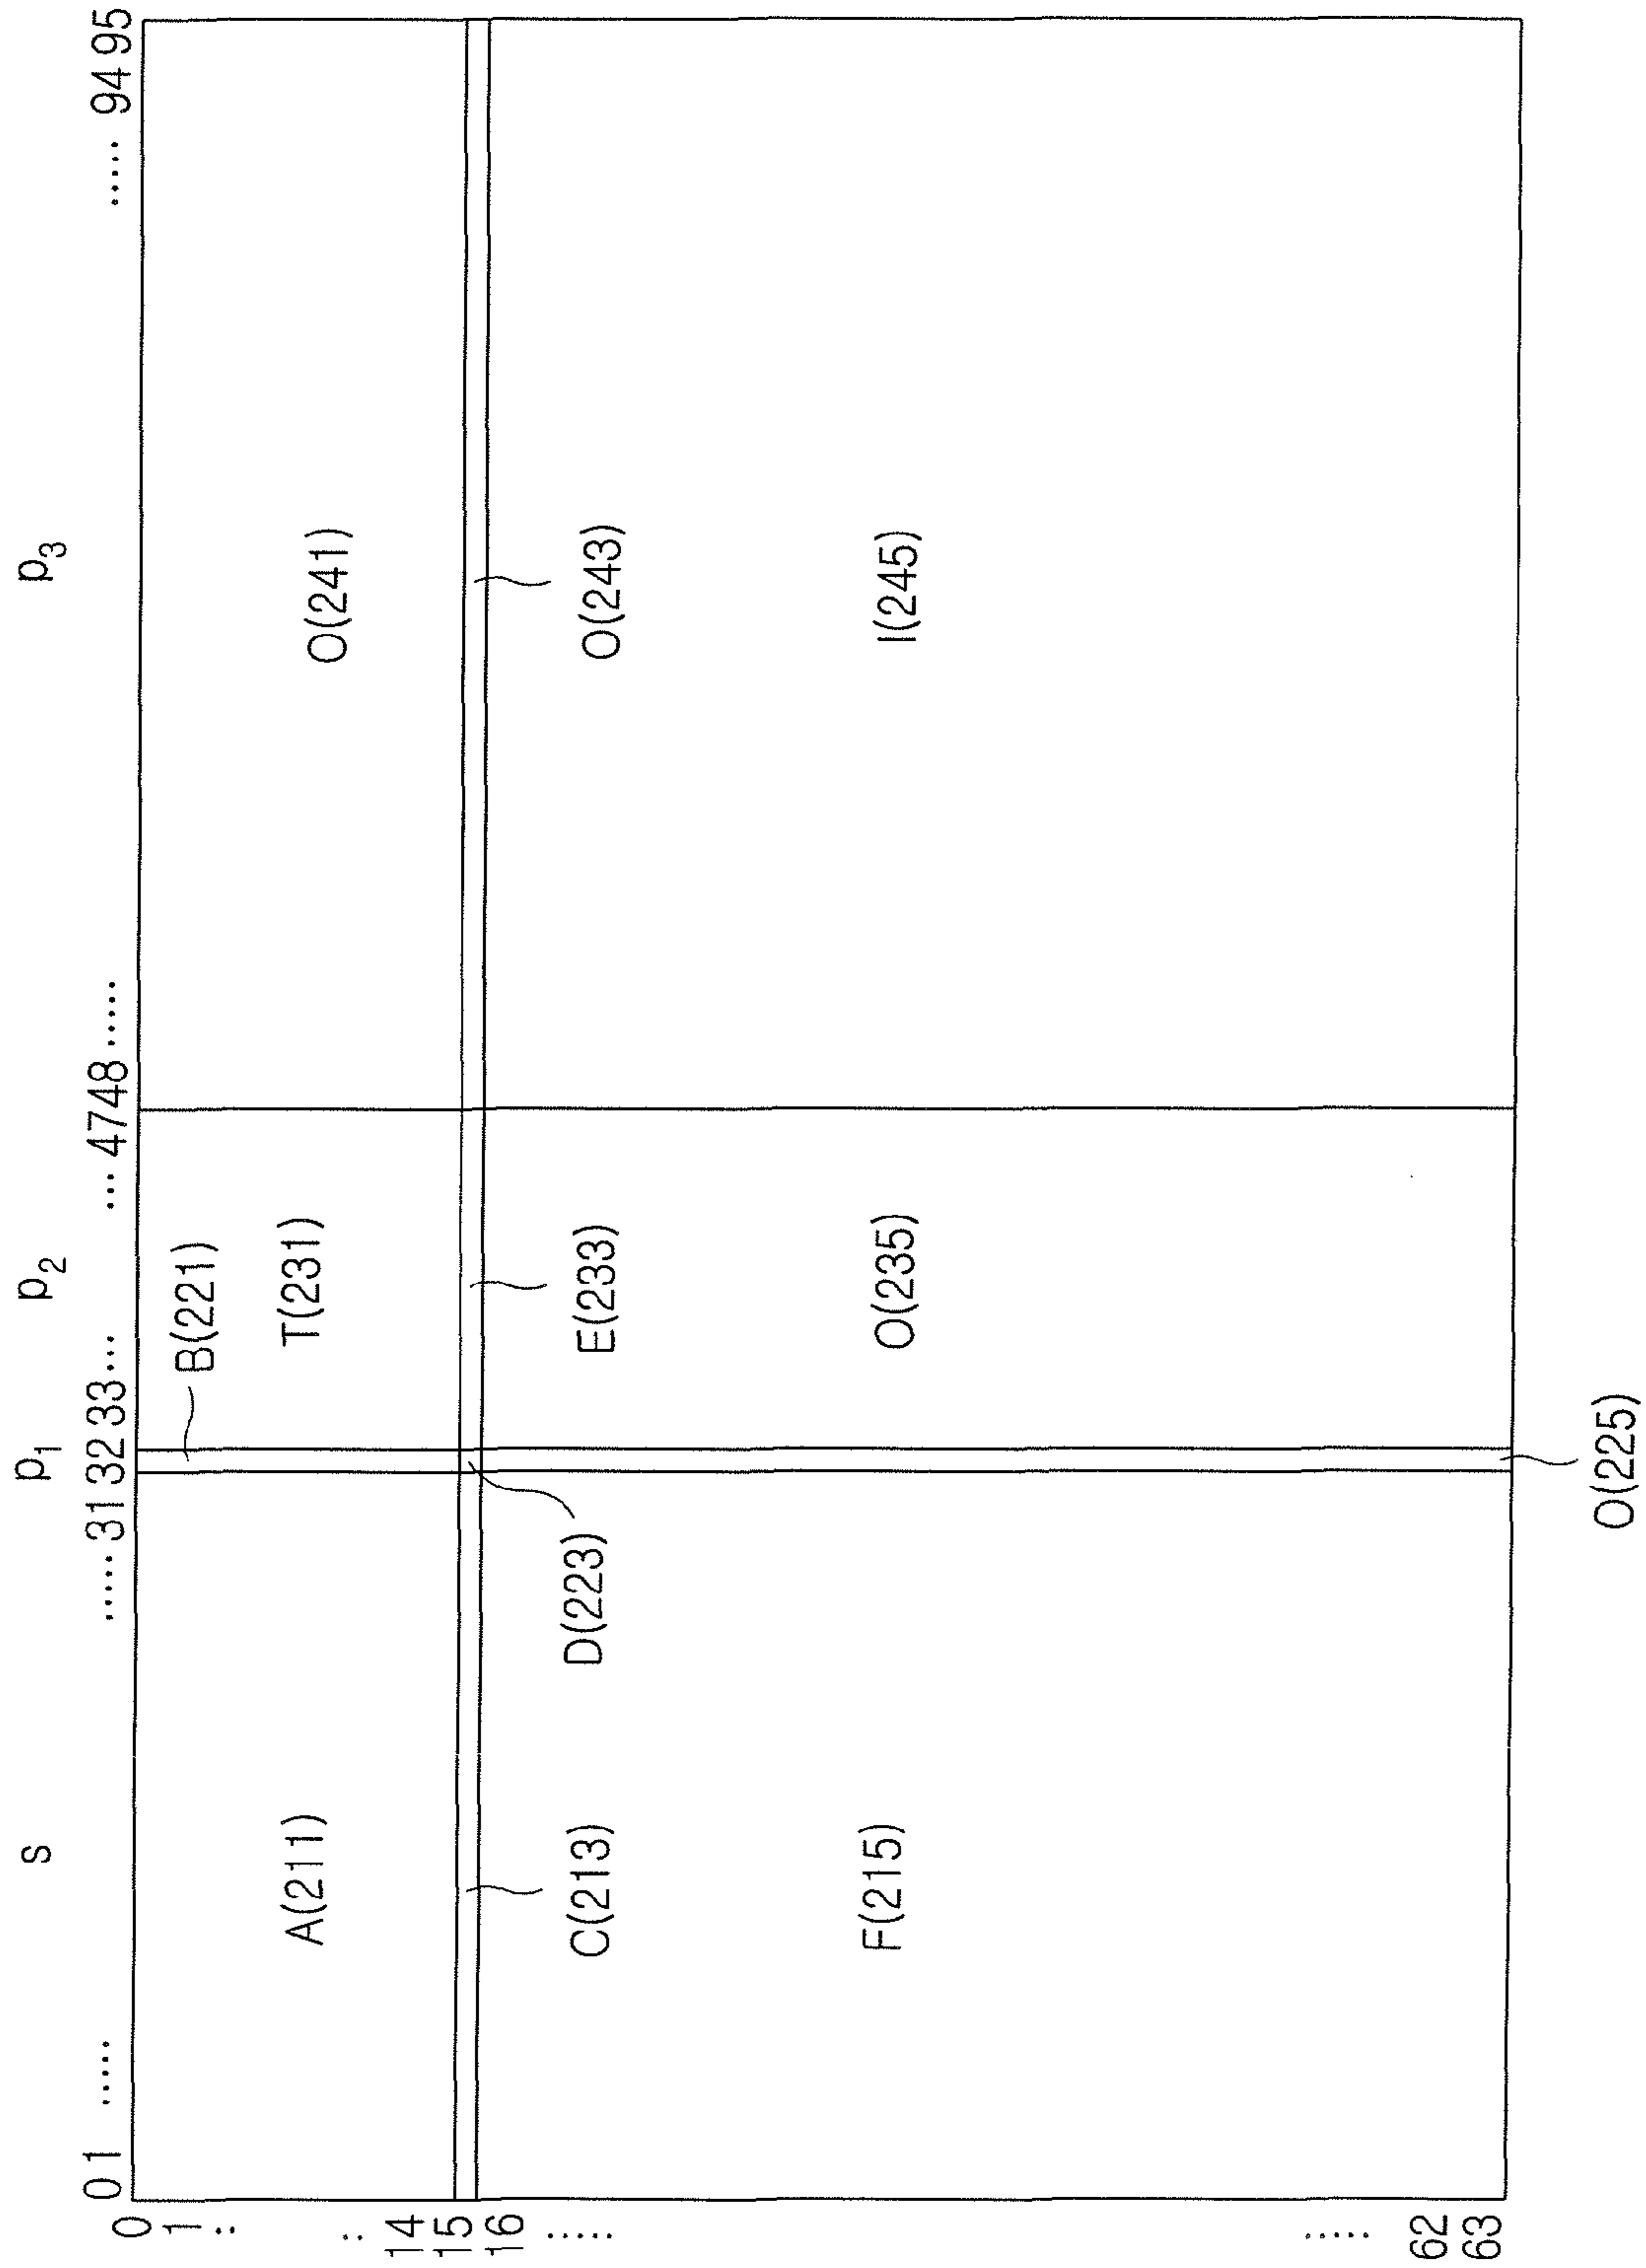 s p₁ p₂ p₃
0 1 ..... ..... 31 32 33 ... ... 47 48 ..... ..... 94 95
0
1
:
:
14
15
16
.....
.....
62
63
B(221)
A(211) T(231) O(241)
C(213) D(223) E(233) O(243)
F(215) O(235) I(245)
O(225)